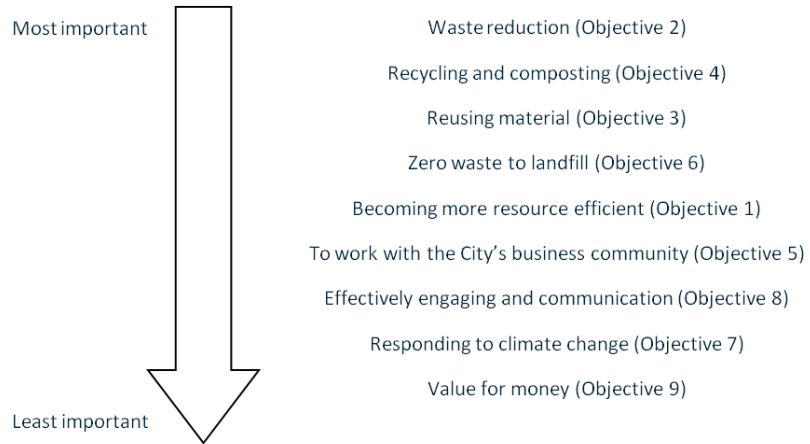 Most important
Waste reduction (Objective 2)
Recycling and composting (Objective 4)
Reusing material (Objective 3)
Zero waste to landfill (Objective 6)
Becoming more resource efficient (Objective 1)
To work with the City's business community (Objective 5)
Effectively engaging and communication (Objective 8)
Responding to climate change (Objective 7)
Value for money (Objective 9)
Least important